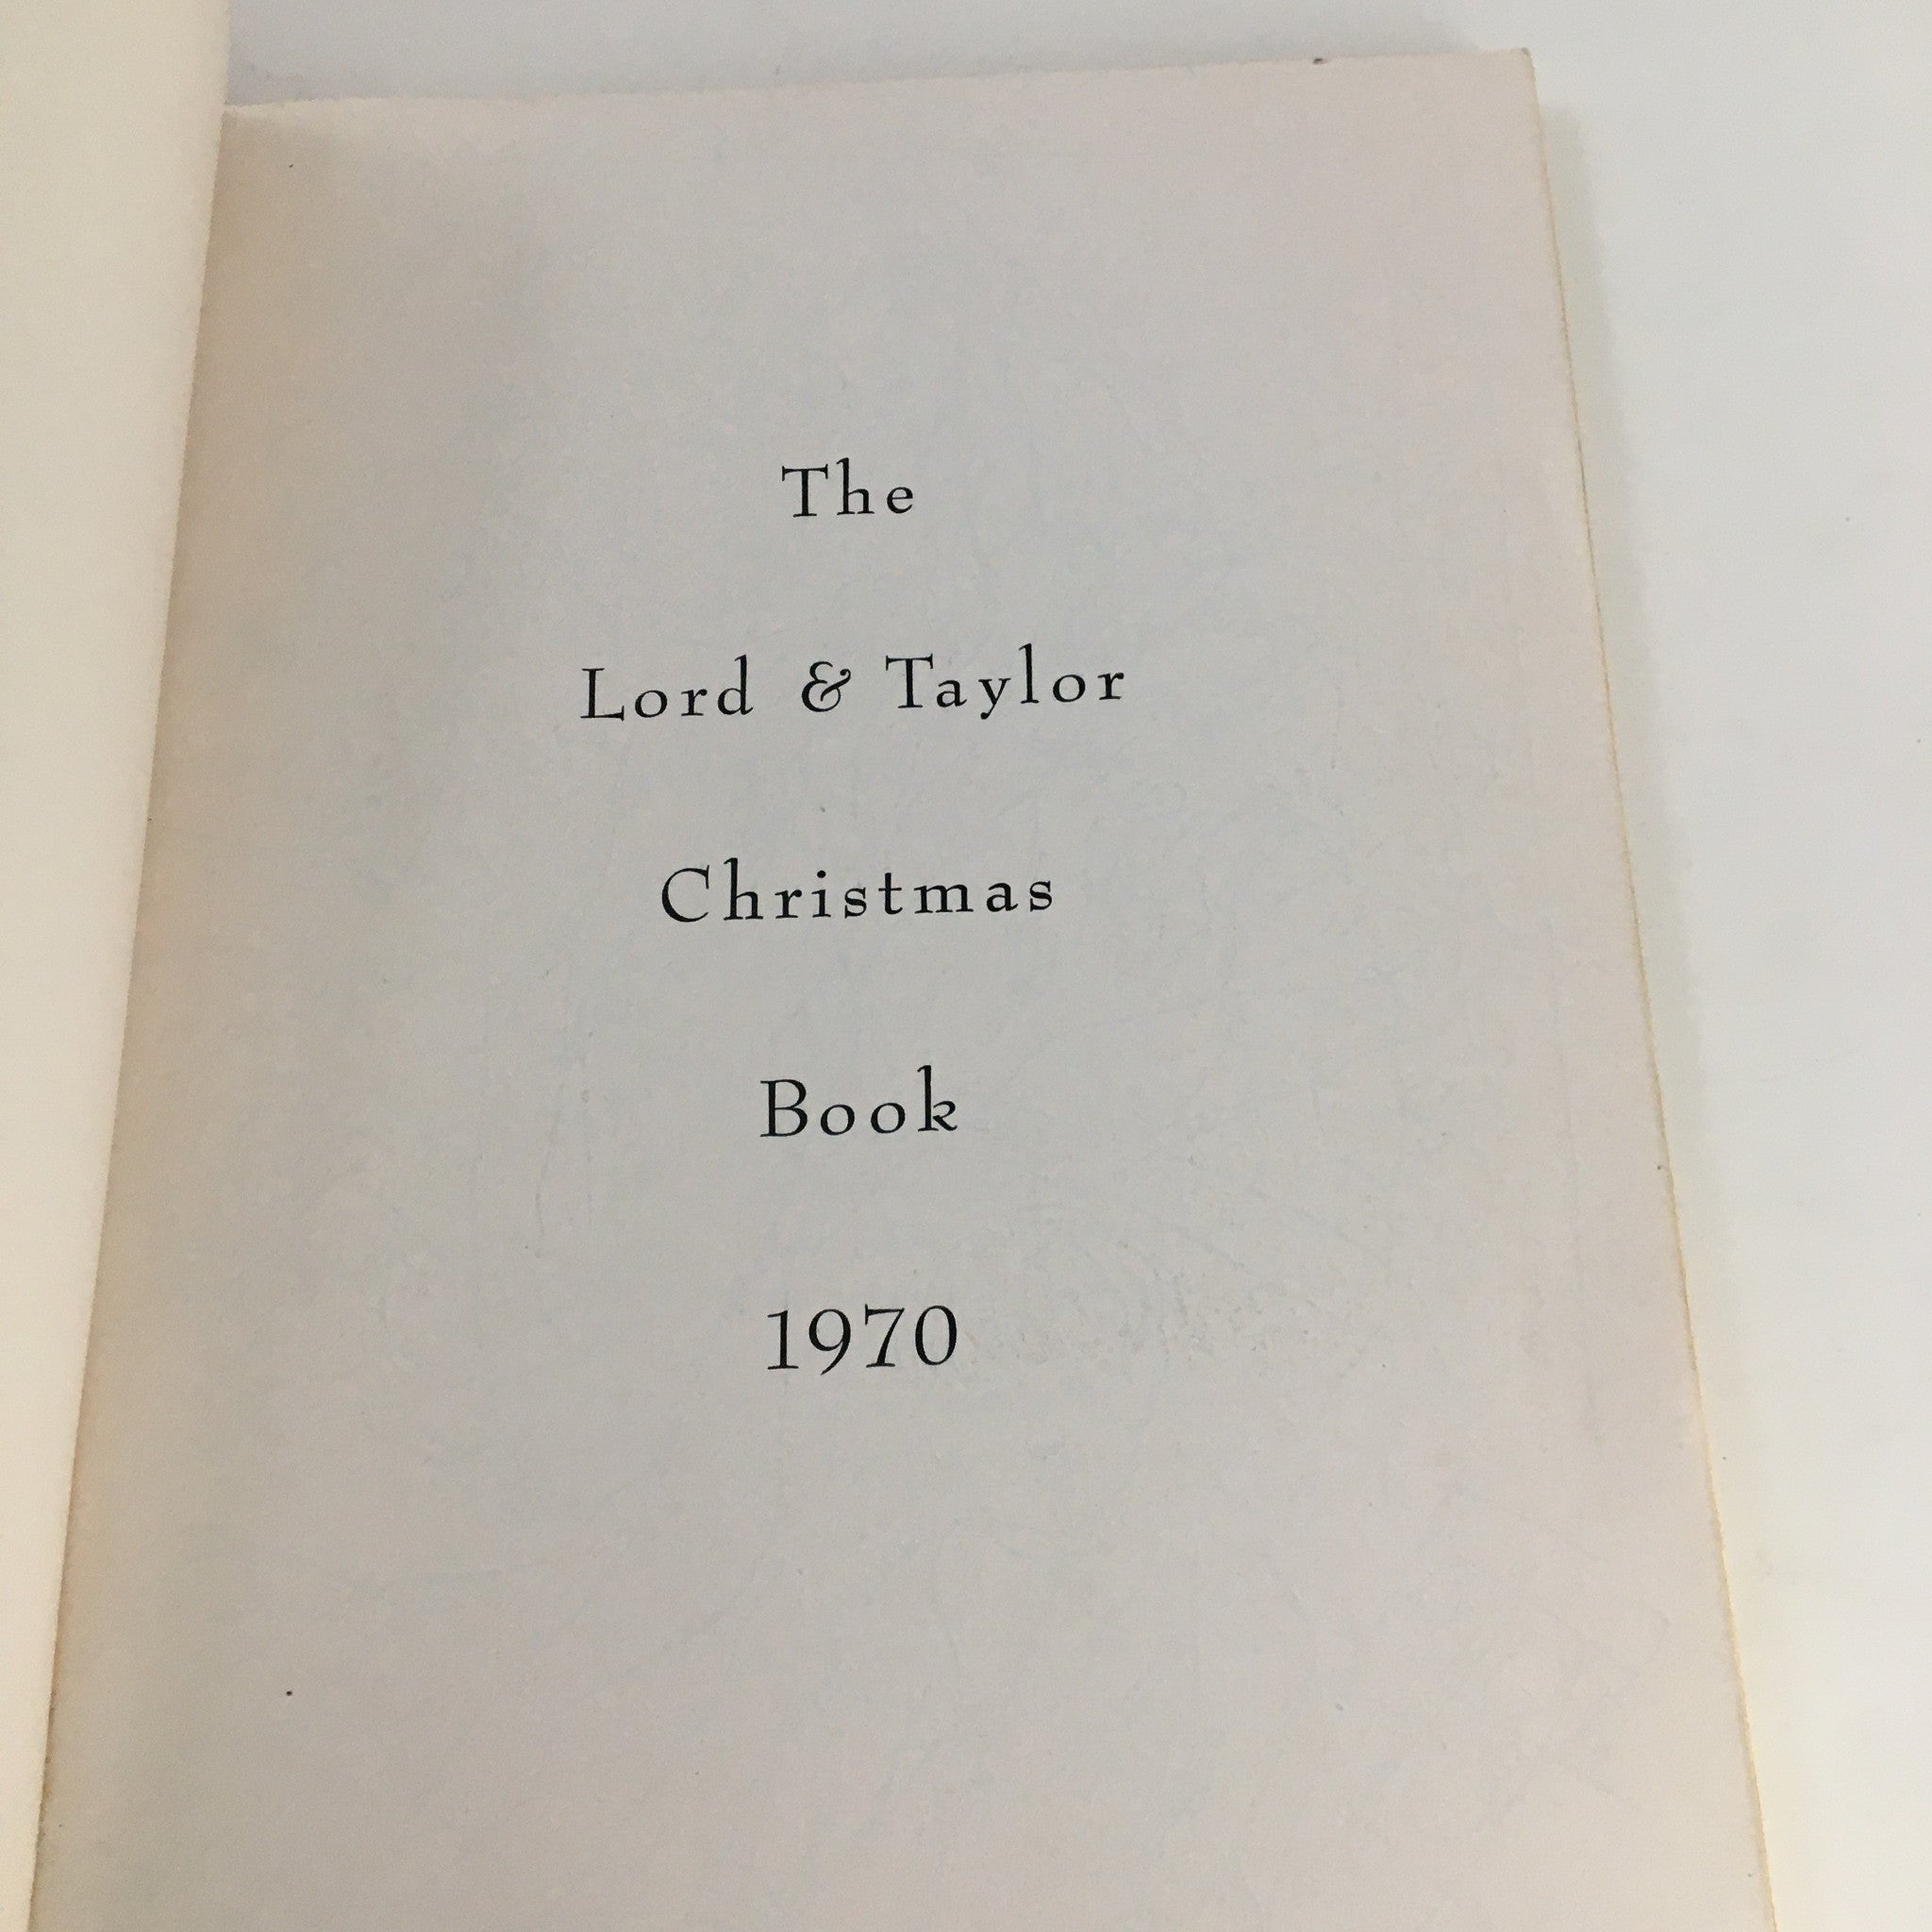 The
Lord & Taylor
Christmas
Book
1970